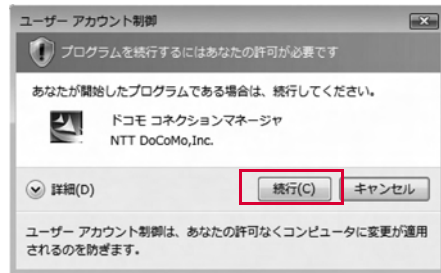 ユーザー アカウント制御
プログラムを続行するにはあなたの許可が必要です
あなたが開始したプログラムである場合は、続行してください。
ドコモ コネクションマネージャ
NTT DoCoMo,Inc.
詳細(D)
続行(C)
キャンセル
ユーザー アカウント制御は、あなたの許可なくコンピュータに変更が適用
されるのを防ぎます。